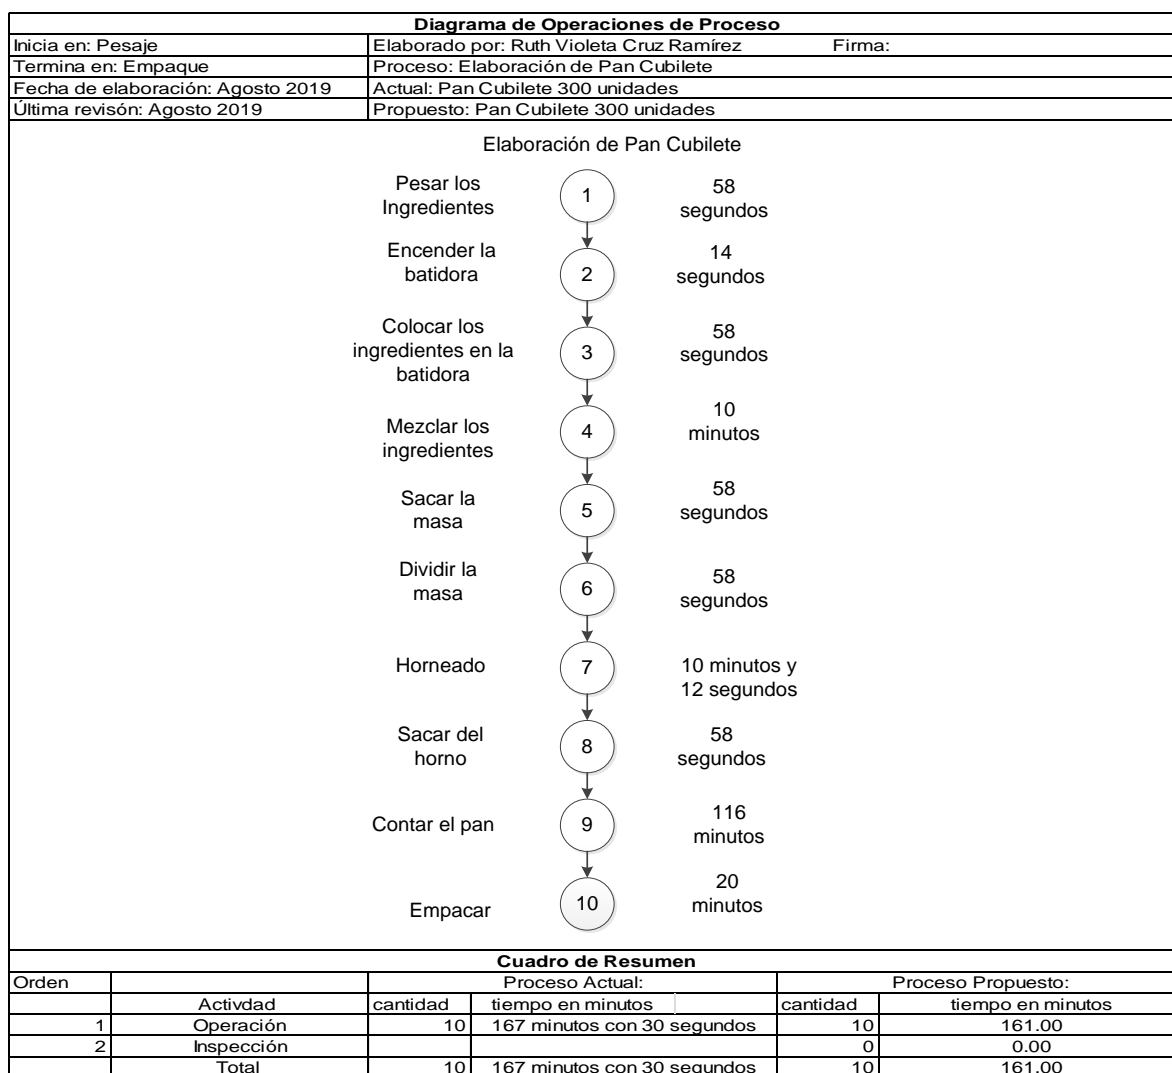 Diagrama de Operaciones de Proceso
Inicia en: Pesaje Elaborado por: Ruth Violeta Cruz Ramírez Firma:
Termina en: Empaque Proceso: Elaboración de Pan Cubilete
Fecha de elaboración: Agosto 2019 Actual: Pan Cubilete 300 unidades
Última revisón: Agosto 2019 Propuesto: Pan Cubilete 300 unidades
Elaboración de Pan Cubilete
Pesar los
Ingredientes
1
58
segundos
Encender la
batidora
2
14
segundos
Colocar los
ingredientes en la
batidora
3
58
segundos
Mezclar los
ingredientes
4
10
minutos
Sacar la
masa
5
58
segundos
Dividir la
masa
6
58
segundos
Horneado
7
10 minutos y
12 segundos
Sacar del
horno
8
58
segundos
Contar el pan
9
116
minutos
Empacar
10
20
minutos
Cuadro de Resumen
Orden Proceso Actual: Proceso Propuesto:
Activdad cantidad tiempo en minutos cantidad tiempo en minutos
1 Operación 10 167 minutos con 30 segundos 10 161.00
2 Inspección 0 0.00
Total 10 167 minutos con 30 segundos 10 161.00